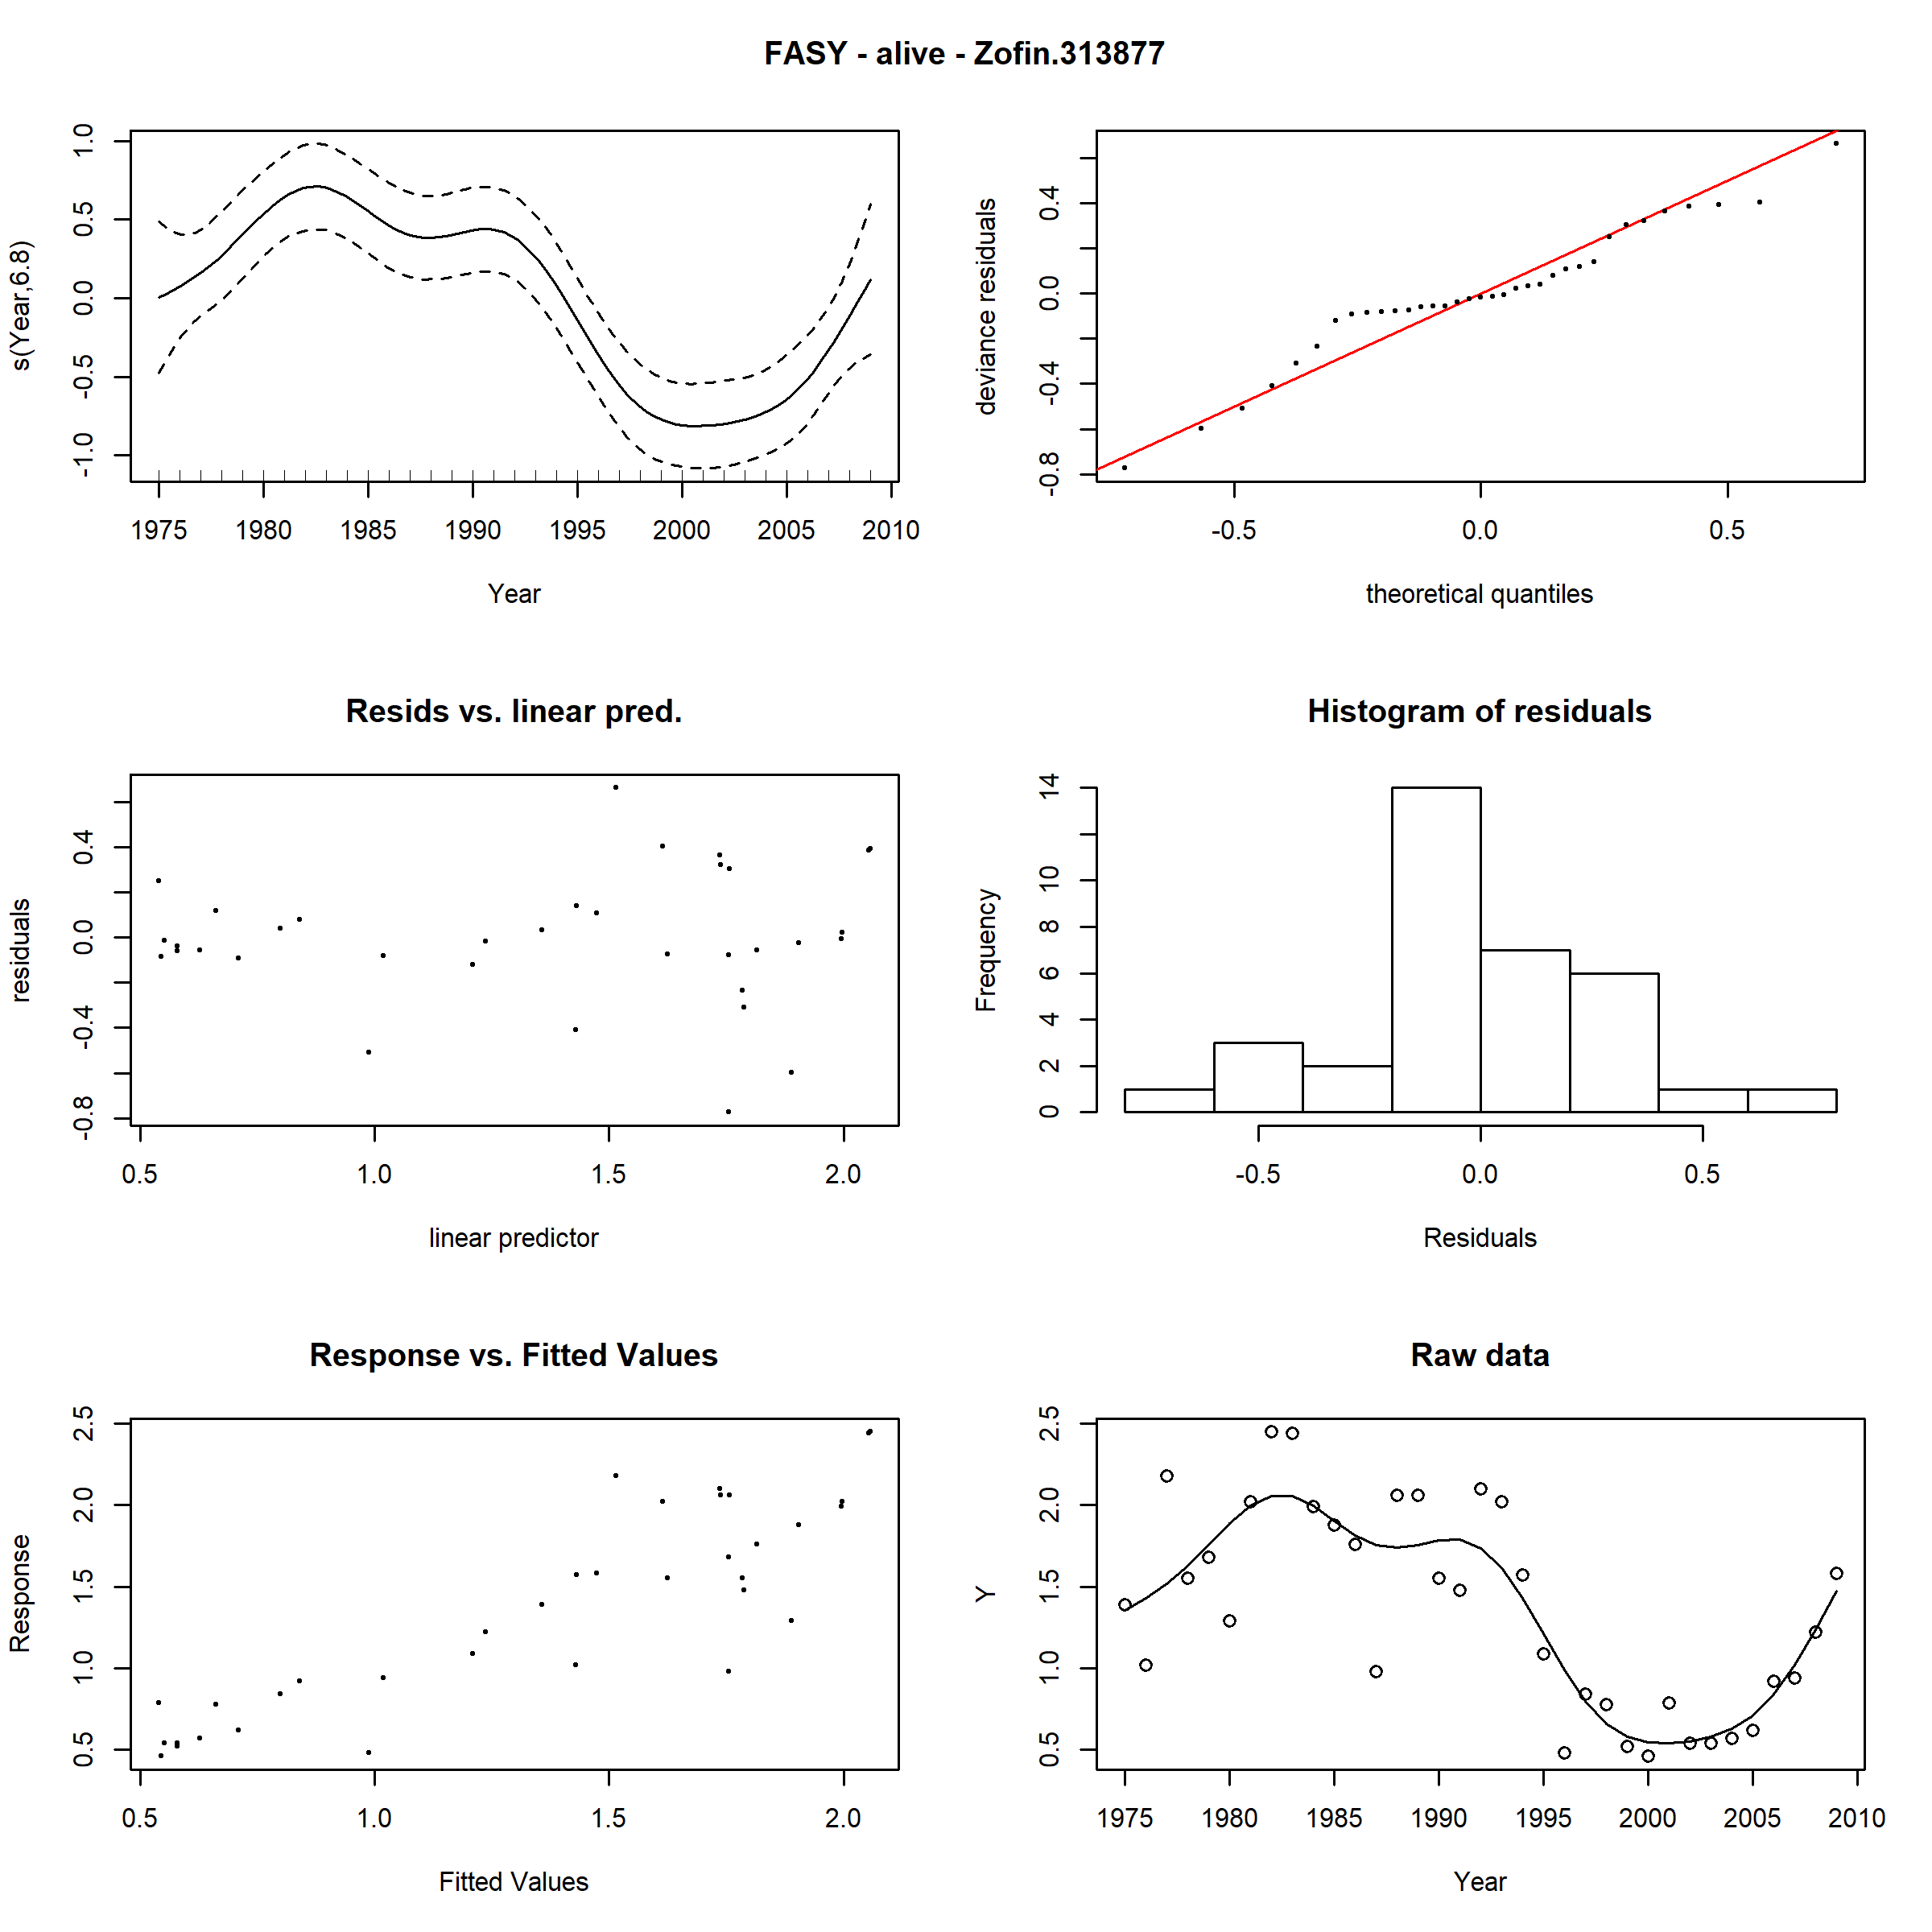 FASY - alive - Zofin.313877
s(Year,6.8)
1.0
0.5
0.0
-0.5
-1.0
1975 1980 1985 1990 1995 2000 2005 2010
Year
deviance residuals
0.4
0.0
-0.4
-0.8
-0.5 0.0 0.5
theoretical quantiles
Resids vs. linear pred.
residuals
0.4
0.0
-0.4
-0.8
0.5 1.0 1.5 2.0
linear predictor
Histogram of residuals
Frequency
14
10
8
6
4
2
0
-0.5 0.0 0.5
Residuals
Response vs. Fitted Values
Response
2.5
2.0
1.5
1.0
0.5
0.5 1.0 1.5 2.0
Fitted Values
Raw data
Y
2.5
2.0
1.5
1.0
0.5
1975 1980 1985 1990 1995 2000 2005 2010
Year